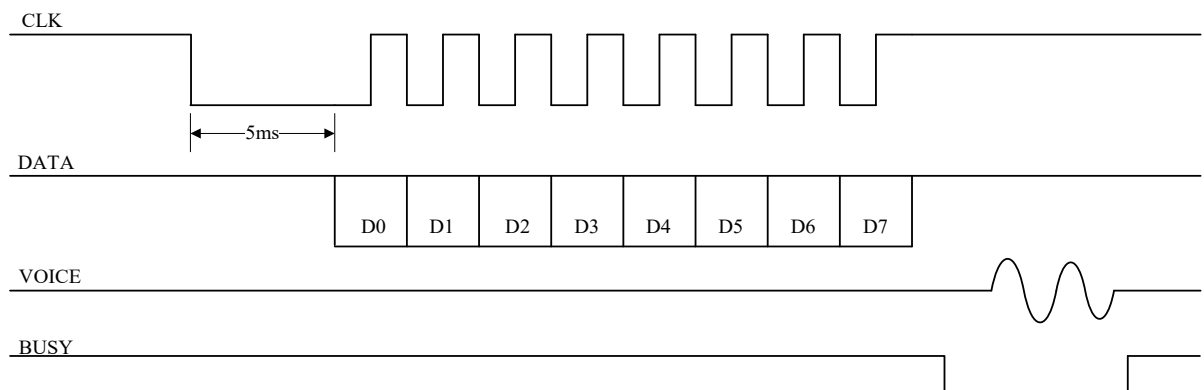 CLK
5ms
DATA
D0 D1 D2 D3 D4 D5 D6 D7
VOICE
BUSY